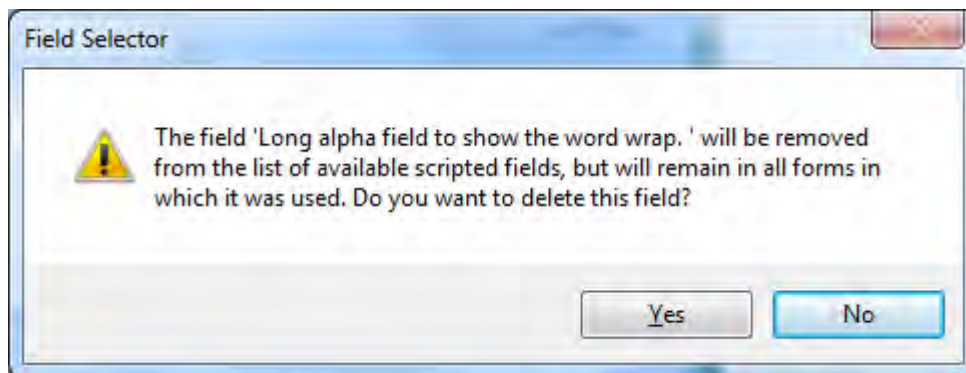 Field Selector
The field 'Long alpha field to show the word wrap. ' will be removed
from the list of available scripted fields, but will remain in all forms in
which it was used. Do you want to delete this field?
Yes
No